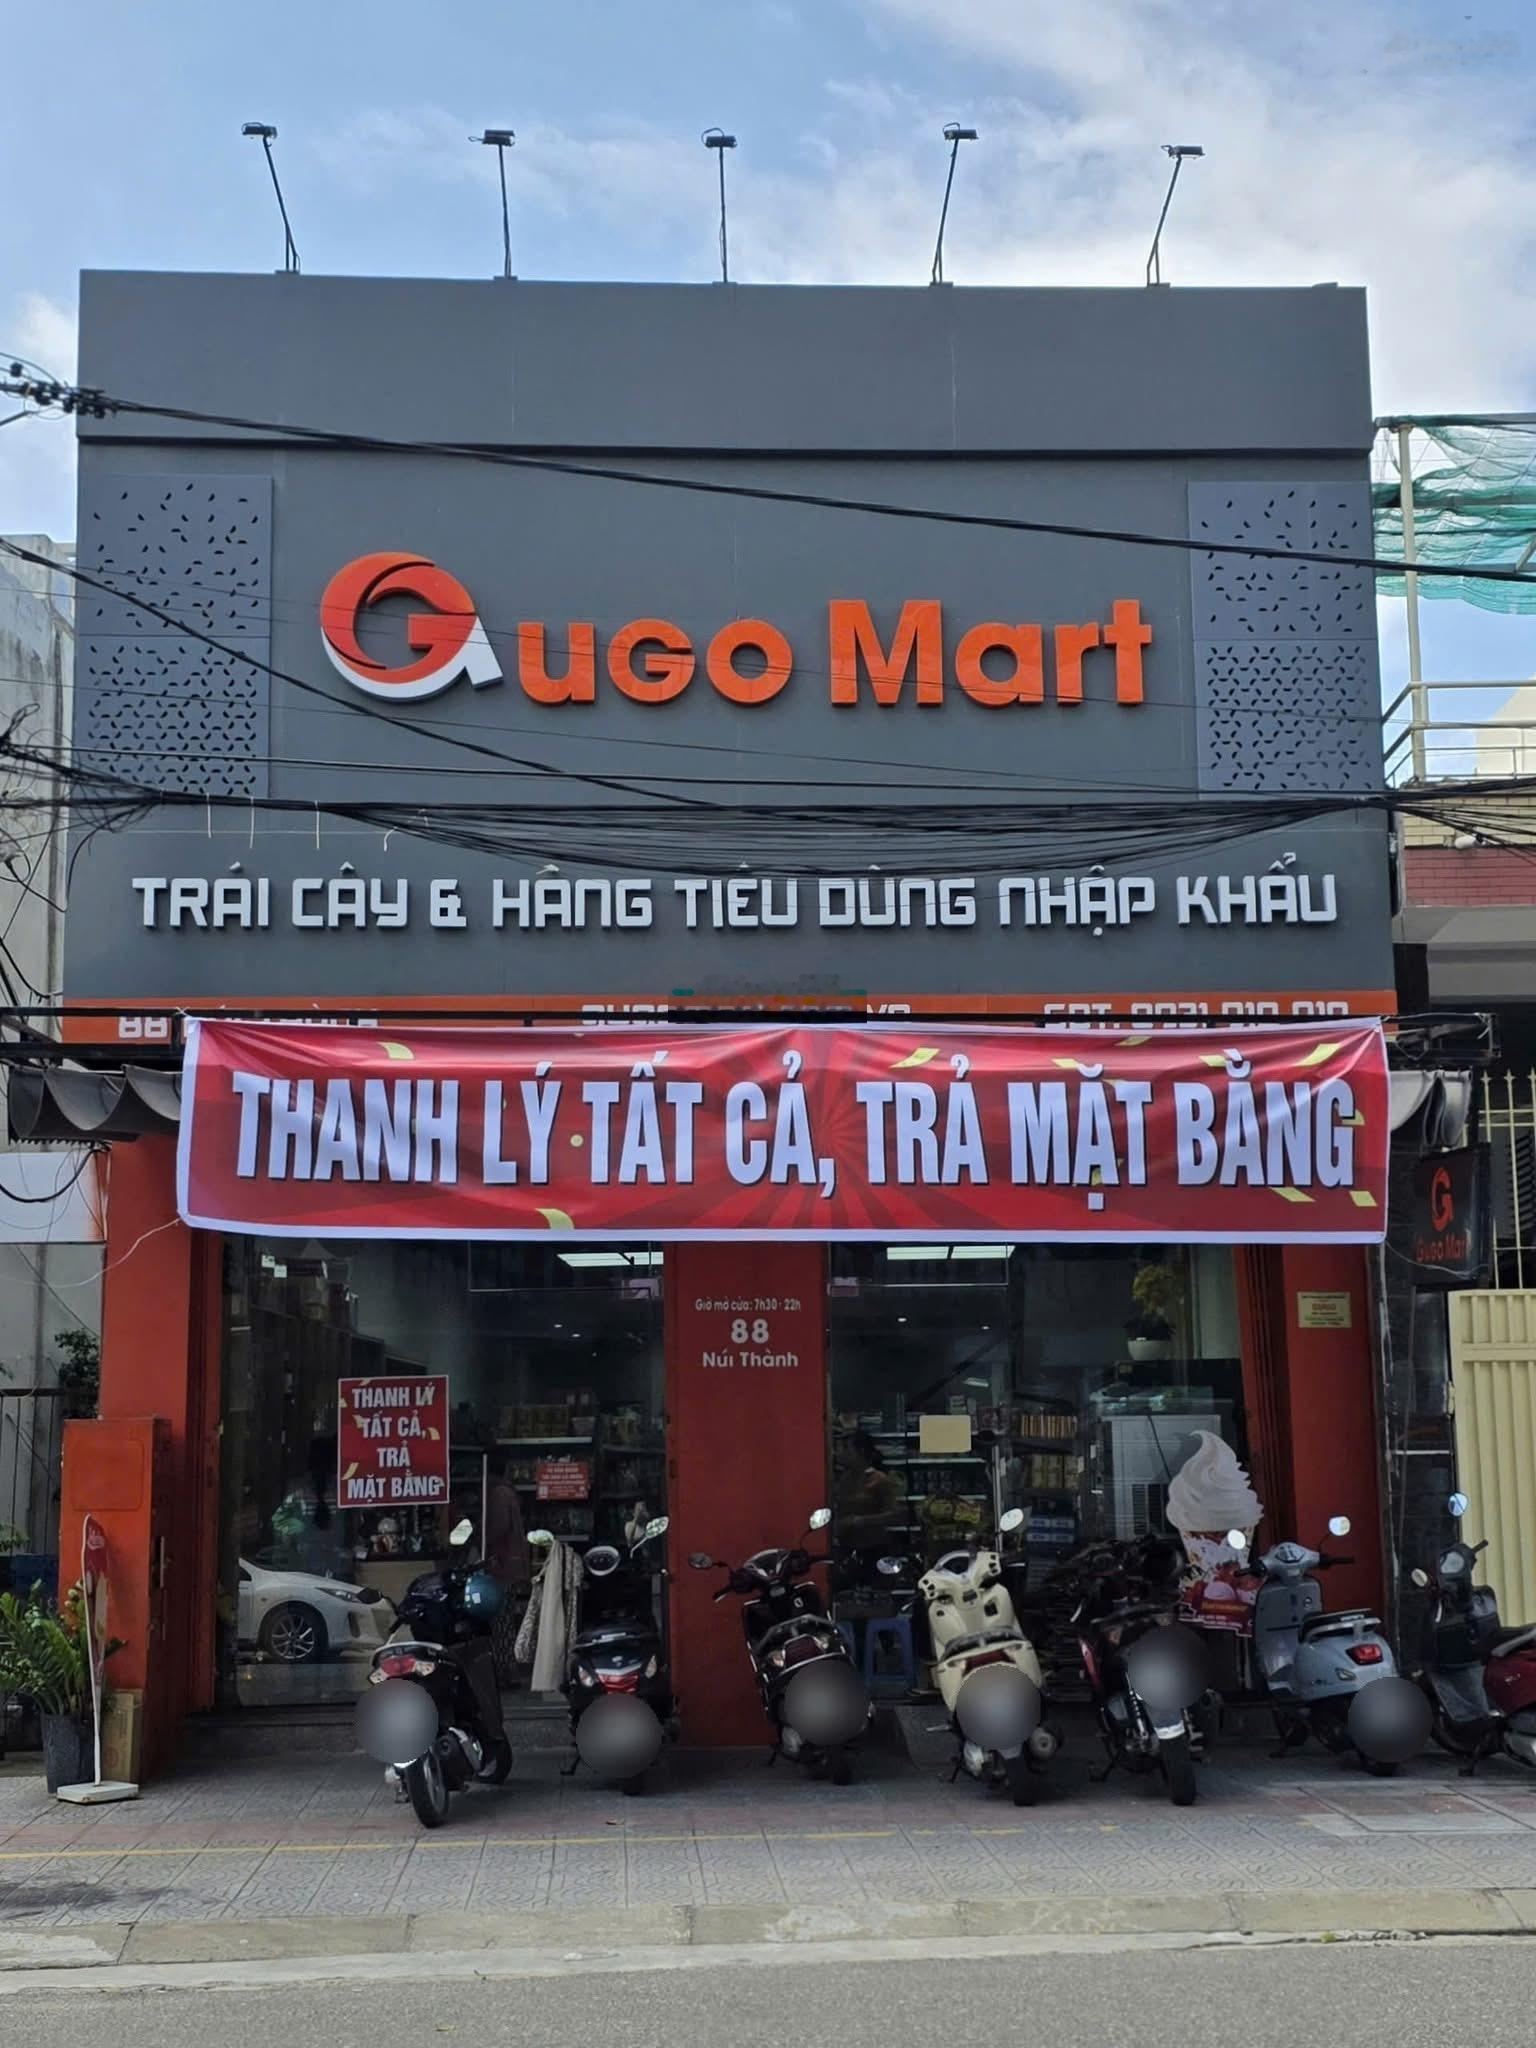 GuGo Mart
TRÁI CÂY & HÀNG TIÊU DÙNG NHẬP KHẨU
88
THANH LÝ TẤT CẢ, TRẢ MẶT BẰNG
G
GuGo Mart
Giờ mở cửa: 7h30 - 22h
88
Núi Thành
THANH LÝ
TẤT CẢ,
TRẢ
MẶT BẰNG